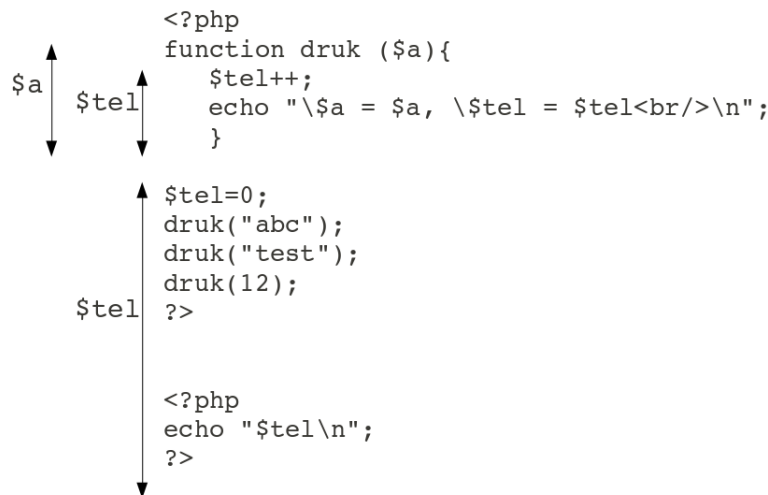 <?php
function druk ($a){
$a
$tel
$tel++;
echo "\$a = $a, \$tel = $tel<br/>\n";
}
$tel=0;
druk("abc");
druk("test");
druk(12);
$tel
?>
<?php
echo "$tel\n";
?>